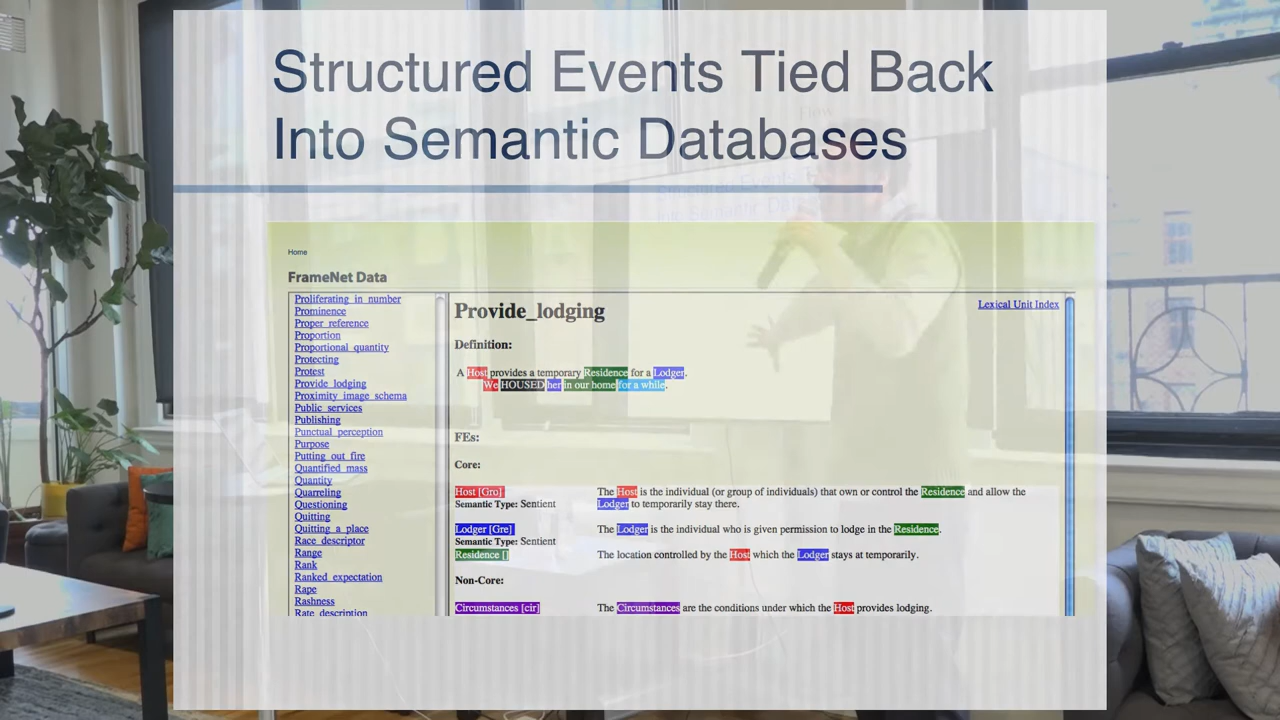 Structured Events Tied Back
Into Semantic Databases
Home
FrameNet Data
Proliferating_in_number
Prominence
Proper_reference
Proportion
Proportional_quantity
Protecting
Protest
Provide_lodging
Proximity_image_schema
Public_services
Publishing
Punctual_perception
Purpose
Putting_out_fire
Quantified_mass
Quantity
Quarreling
Questioning
Quitting
Quitting_a_place
Race_descriptor
Range
Rank
Ranked_expectation
Rape
Rashness
Rate_description
Provide_lodging
Lexical Unit Index
Definition:
A Host provides a temporary Residence for a Lodger.
We HOUSED her in our home for a while.
FEs:
Core:
Host [Gro]
The Host is the individual (or group of individuals) that own or control the Residence and allow the
Semantic Type: Sentient
Lodger to temporarily stay there.
Lodger [Gre]
The Lodger is the individual who is given permission to lodge in the Residence.
Semantic Type: Sentient
Residence []
The location controlled by the Host which the Lodger stays at temporarily.
Non-Core:
Circumstances [cir]
The Circumstances are the conditions under which the Host provides lodging.